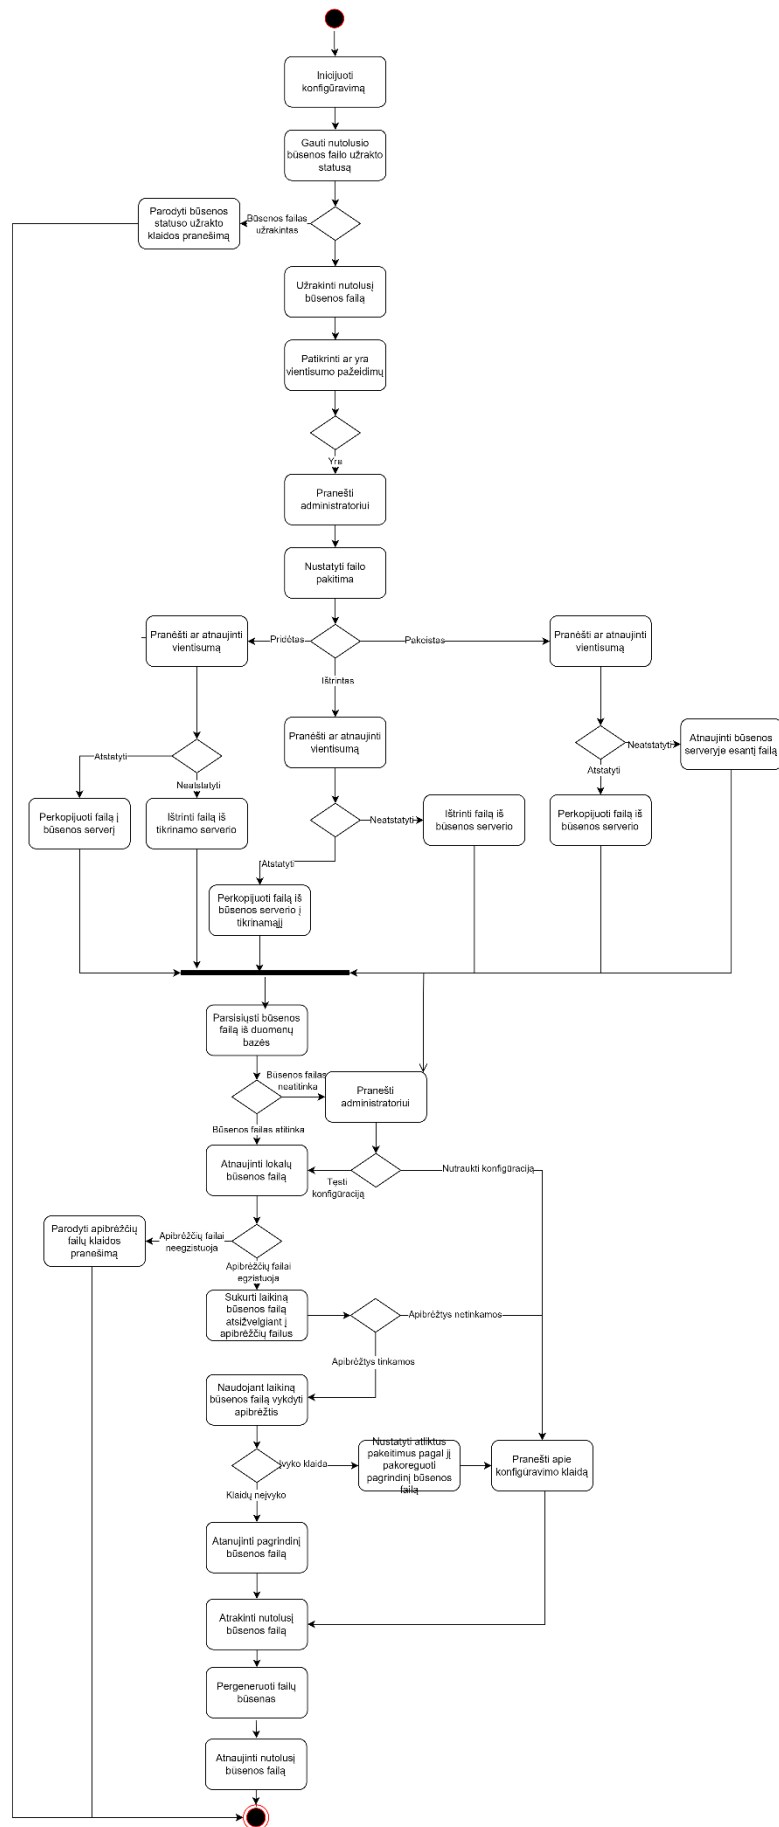 Inicijuoti
konfigūravimą
Gauti nutolusio
būsenos failo užrakto
statusą
Parodyti būsenos
statuso užrakto
klaidos pranešimą
Būsenos failas
užrakintas
Užrakinti nutolusį
būsenos failą
Patikrinti ar yra
vientisumo pažeidimų
Yra
Pranešti
administratoriui
Nustatyti failo
pakitima
Pranėšti ar atnaujinti
vientisumą
Pridėtas
Pakeistas
Pranėšti ar atnaujinti
vientisumą
Ištrintas
Pranėšti ar atnaujinti
vientisumą
Neatstatyti
Atnaujinti būsenos
serveryje esantį failą
Atstatyti
Neatstatyti
Atstatyti
Perkopijuoti failą į
būsenos serverį
Ištrinti failą iš
tikrinamo serverio
Neatstatyti
Ištrinti failą iš
būsenos serverio
Perkopijuoti failą iš
būsenos serverio
Atstatyti
Perkopijuoti failą iš
būsenos serverio į
tikrinamąjį
Parsisiųsti būsenos
failą iš duomenų
bazės
Būsenos failas
neatitinka
Pranešti
administratoriui
Būsenos failas atitinka
Atnaujinti lokalų
būsenos failą
Tęsti
konfigūraciją
Nutraukti konfigūraciją
Parodyti apibrėžčių
failų klaidos
pranešimą
Apibrėžčių failai
neegzistuoja
Apibrėžčių failai
egzistuoja
Sukurti laikiną
būsenos failą
atsižvelgiant į
apibrėžčių failus
Apibrėžtys netinkamos
Apibrėžtys tinkamos
Naudojant laikiną
būsenos failą vykdyti
apibrėžtis
Įvyko klaida
Nustatyti atliktus
pakeitimus pagal jį
pakoreguoti
pagrindinį būsenos
failą
Pranešti apie
konfiguravimo klaidą
Klaidų neįvyko
Atanujinti pagrindinį
būsenos failą
Atrakinti nutolusį
būsenos failą
Pergeneruoti failų
būsenas
Atnaujinti nutolusį
būsenos failą